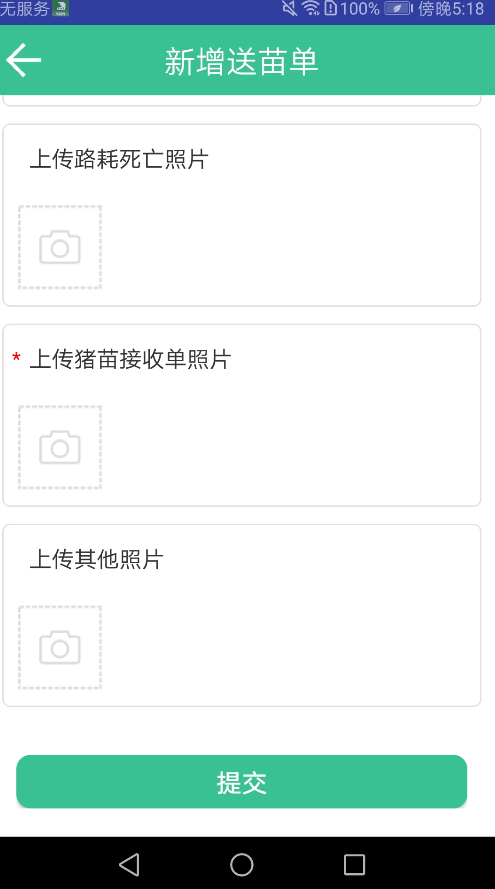 无服务 100% 傍晚5:18
新增送苗单
上传路耗死亡照片
* 上传猪苗接收单照片
上传其他照片
提交